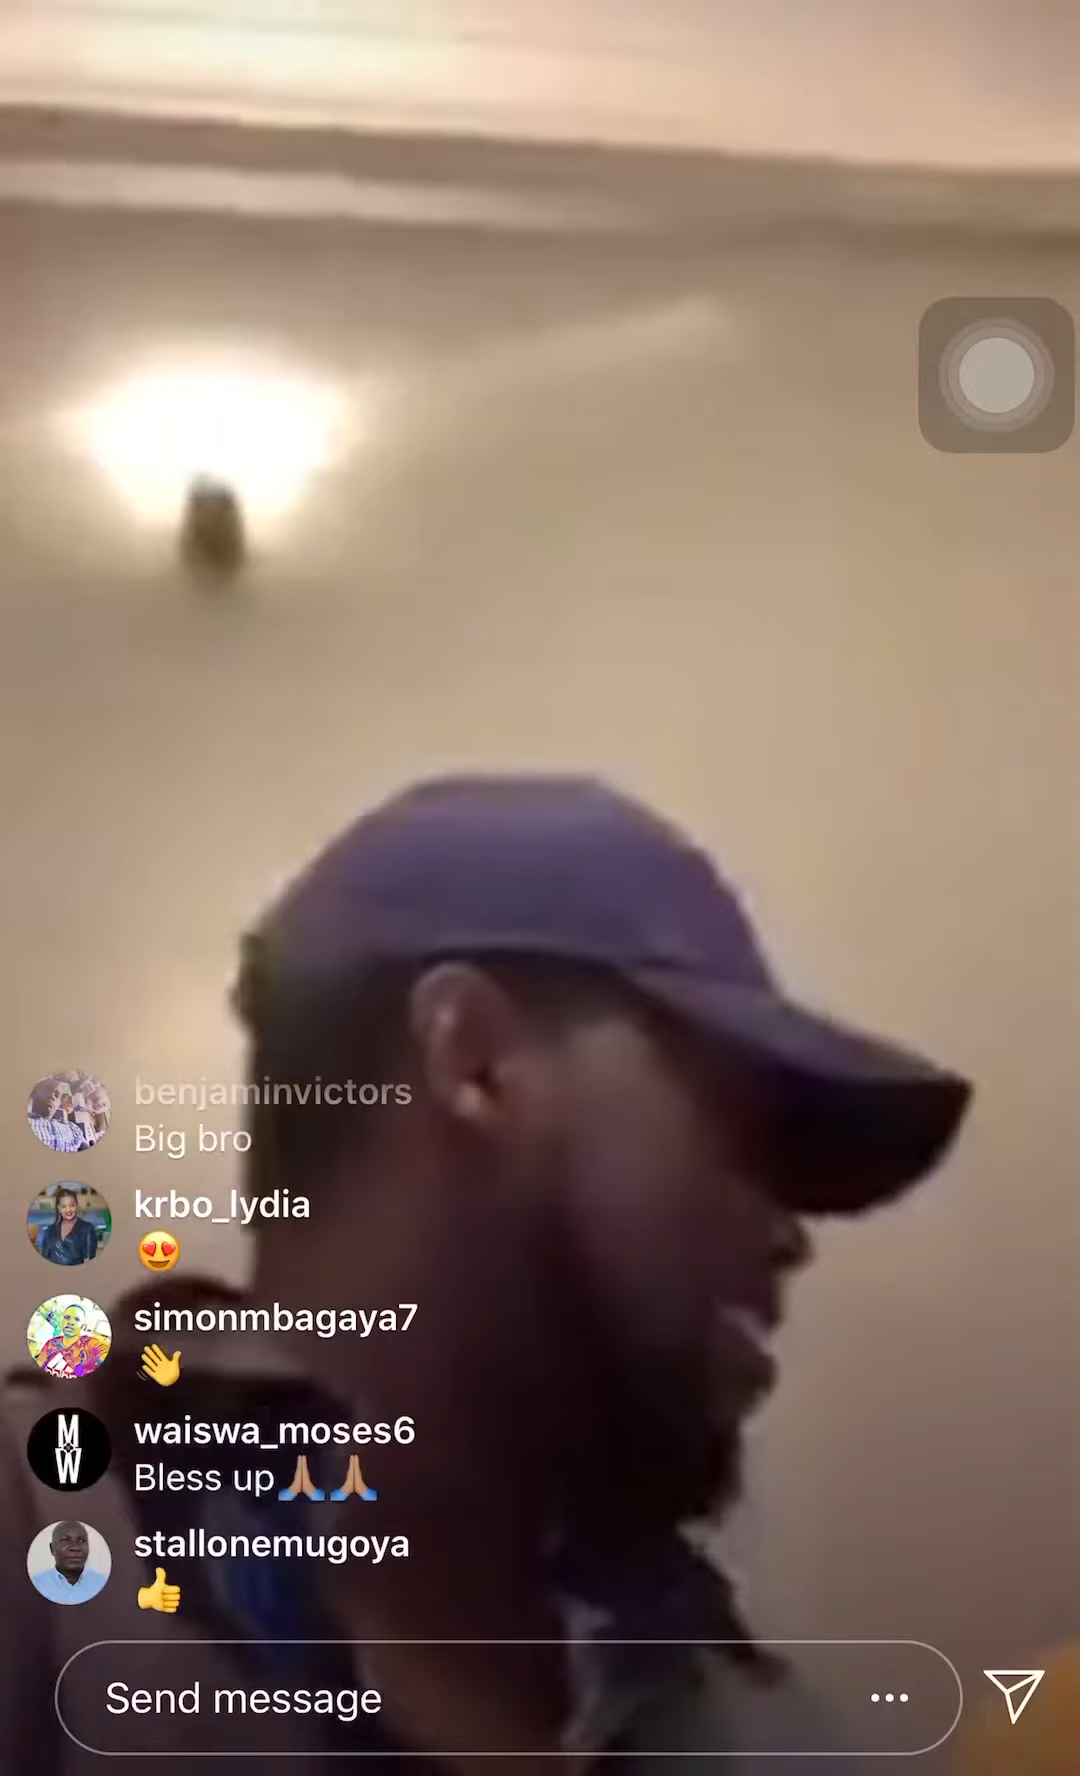 benjaminvictors
Big bro
krbo_lydia
😍
simonmbagaya7
👋
waiswa_moses6
M
W
Bless up🙏🙏
stallonemugoya
👍
Send message